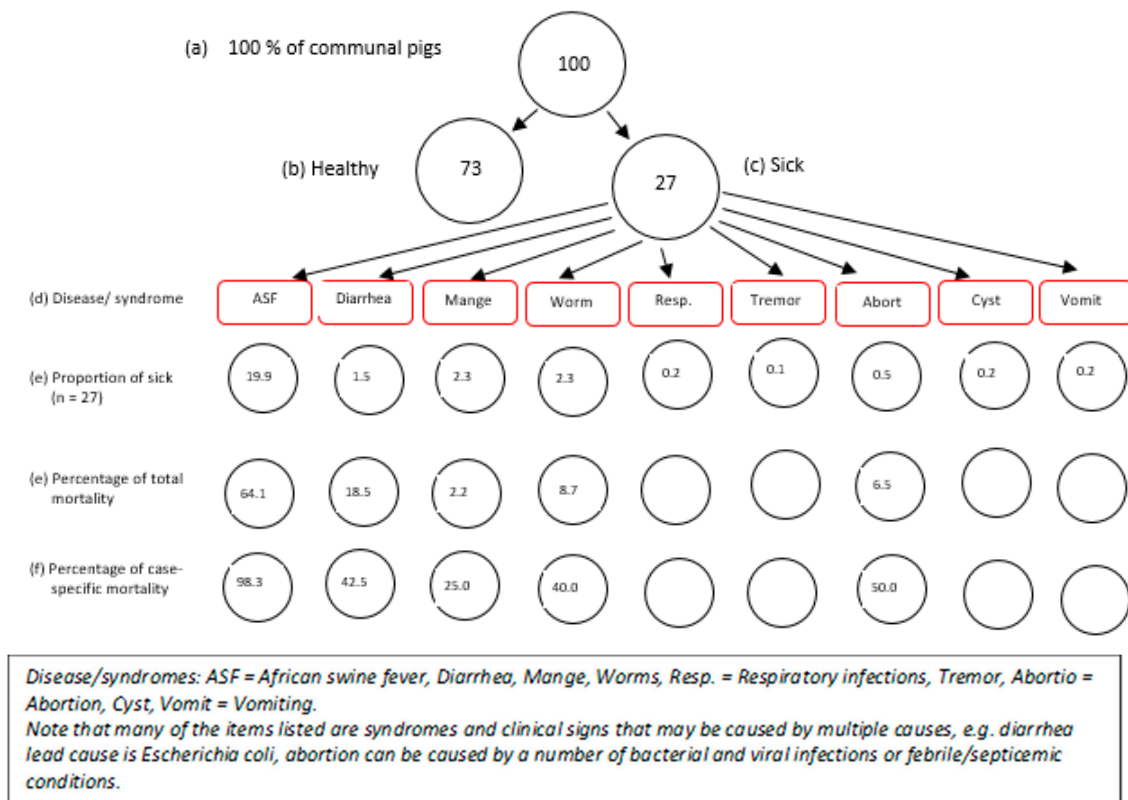 (a) 100 % of communal pigs
100
(b) Healthy
73
27
(c) Sick
(d) Disease/ syndrome
ASF
Diarrhea
Mange
Worm
Resp.
Tremor
Abort
Cyst
Vomit
(e) Proportion of sick
(n = 27)
19.9
1.5
2.3
2.3
0.2
0.1
0.5
0.2
0.2
(e) Percentage of total
mortality
64.1
18.5
2.2
8.7
6.5
(f) Percentage of case-
specific mortality
98.3
42.5
25.0
40.0
50.0
Disease/syndromes: ASF = African swine fever, Diarrhea, Mange, Worms, Resp. = Respiratory infections, Tremor, Abortio =
Abortion, Cyst, Vomit = Vomiting.
Note that many of the items listed are syndromes and clinical signs that may be caused by multiple causes, e.g. diarrhea
lead cause is Escherichia coli, abortion can be caused by a number of bacterial and viral infections or febrile/septicemic
conditions.